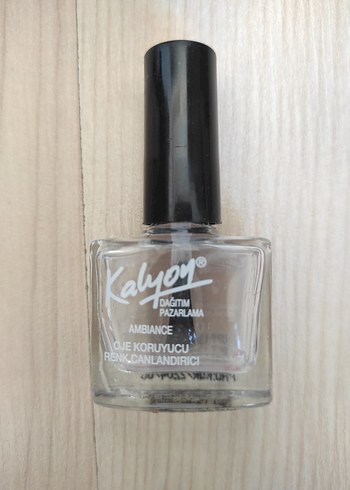 Kalyon®
DAĞITIM
PAZARLAMA
AMBIANCE
OJE KORUYUCU
RENK CANLANDIRICI